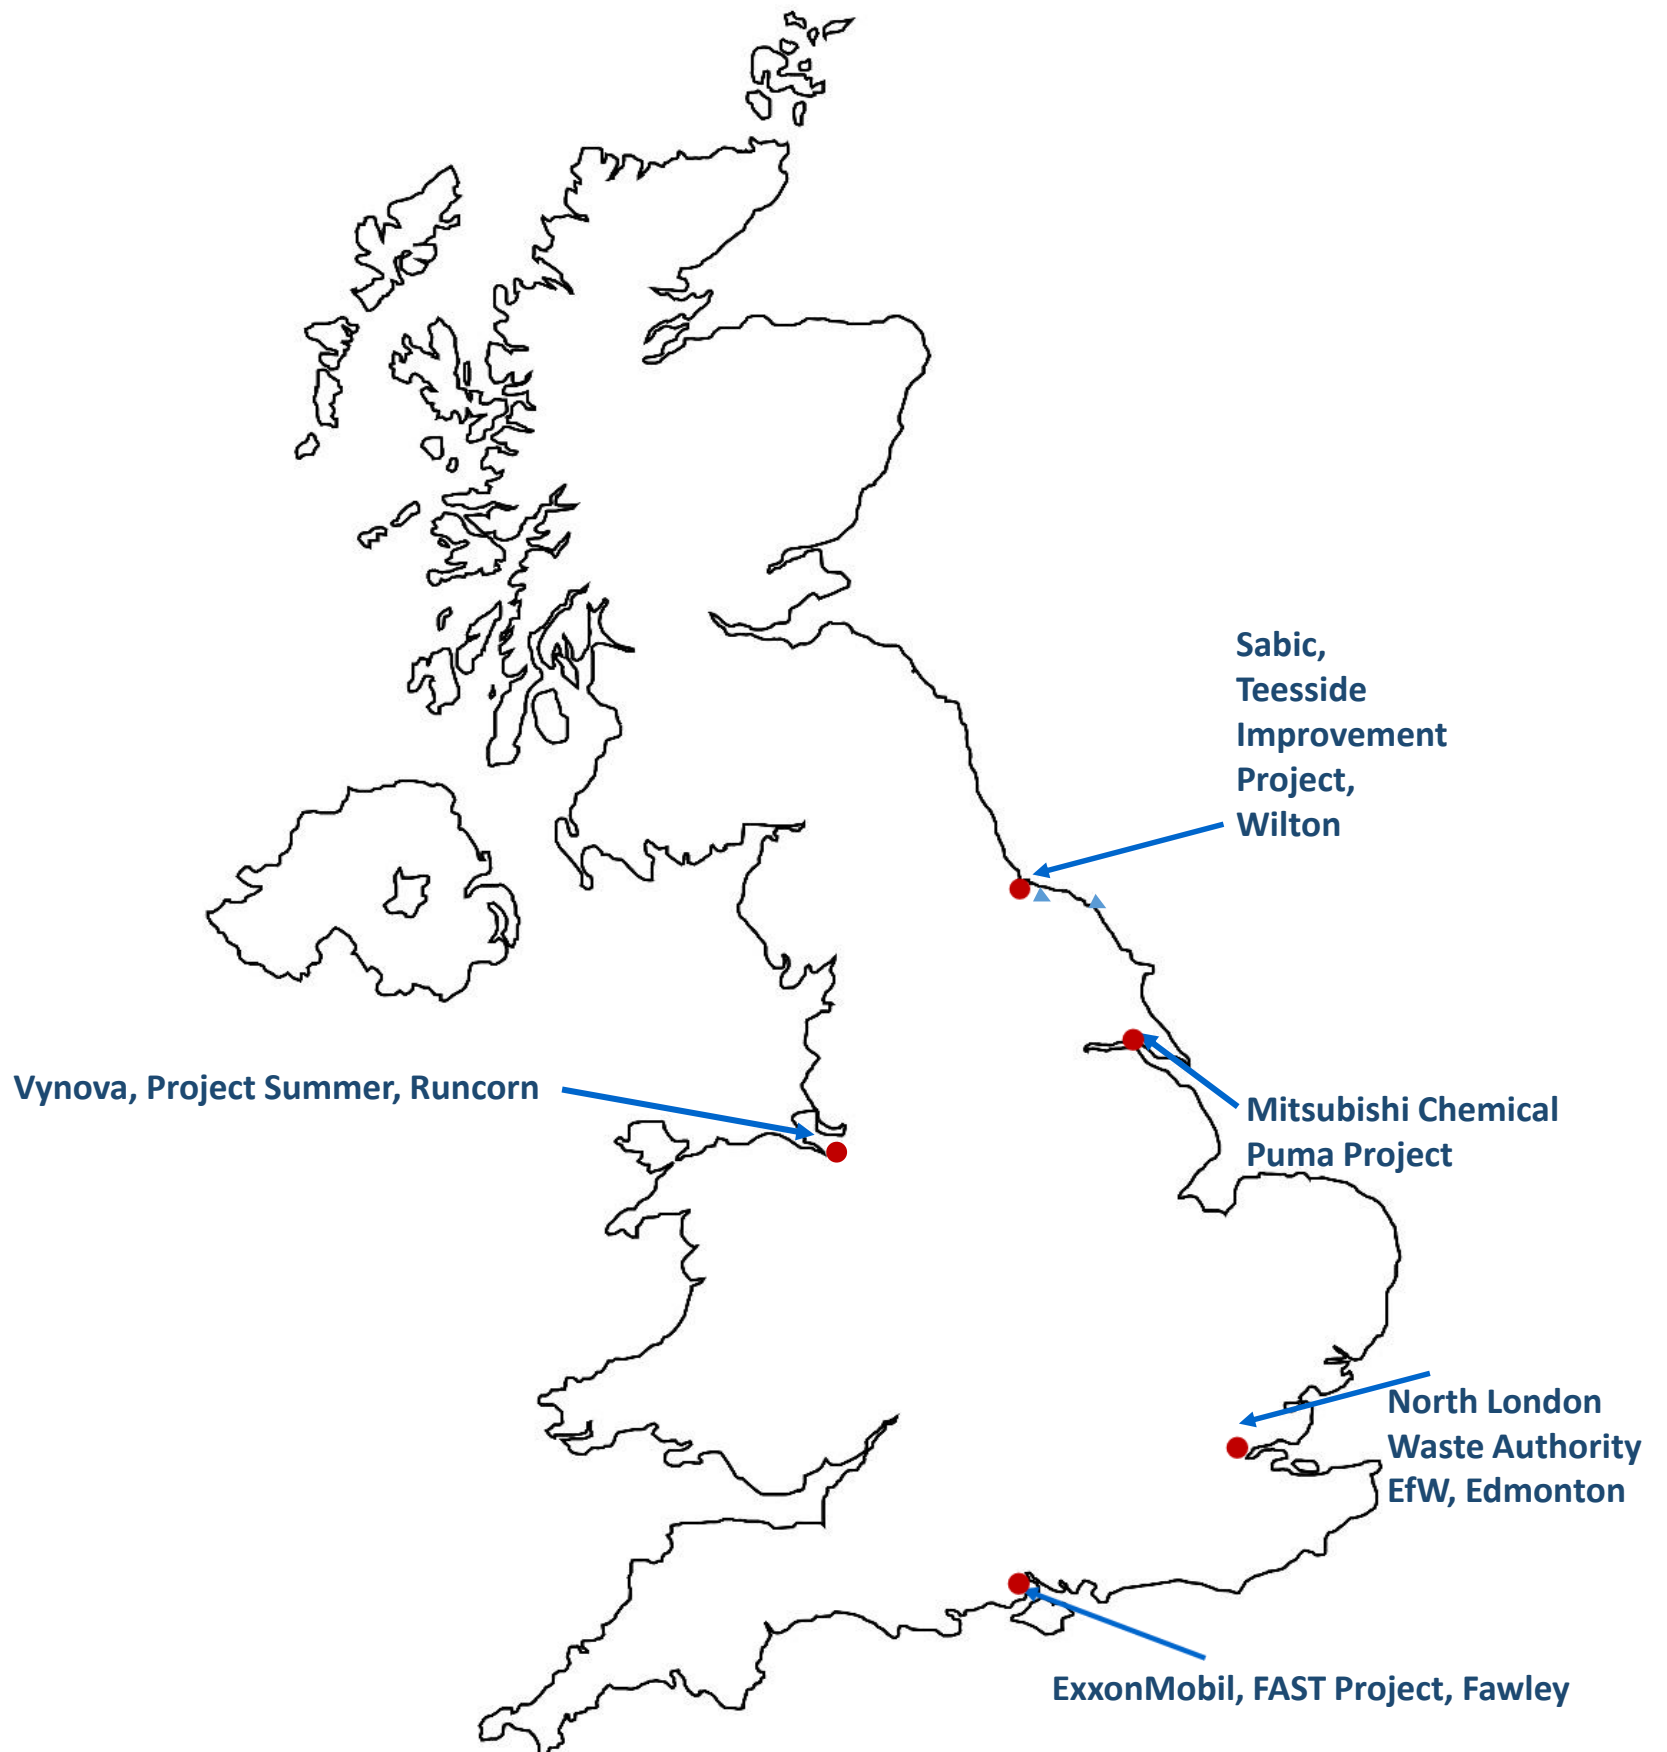 Sabic,
Teesside
Improvement
Project,
Wilton
Vynova, Project Summer, Runcorn
Mitsubishi Chemical
Puma Project
North London
Waste Authority
EfW, Edmonton
ExxonMobil, FAST Project, Fawley